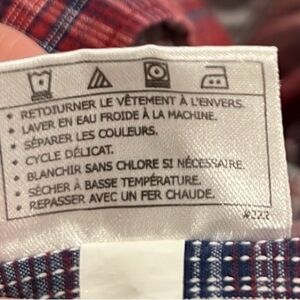 • RETOURNER LE VÊTEMENT À L'ENVERS.
• LAVER EN EAU FROIDE À LA MACHINE.
• SÉPARER LES COULEURS.
• CYCLE DÉLICAT.
• BLANCHIR SANS CHLORE SI NÉCESSAIRE.
• SÉCHER À BASSE TEMPÉRATURE.
• REPASSER AVEC UN FER CHAUDE.
#222